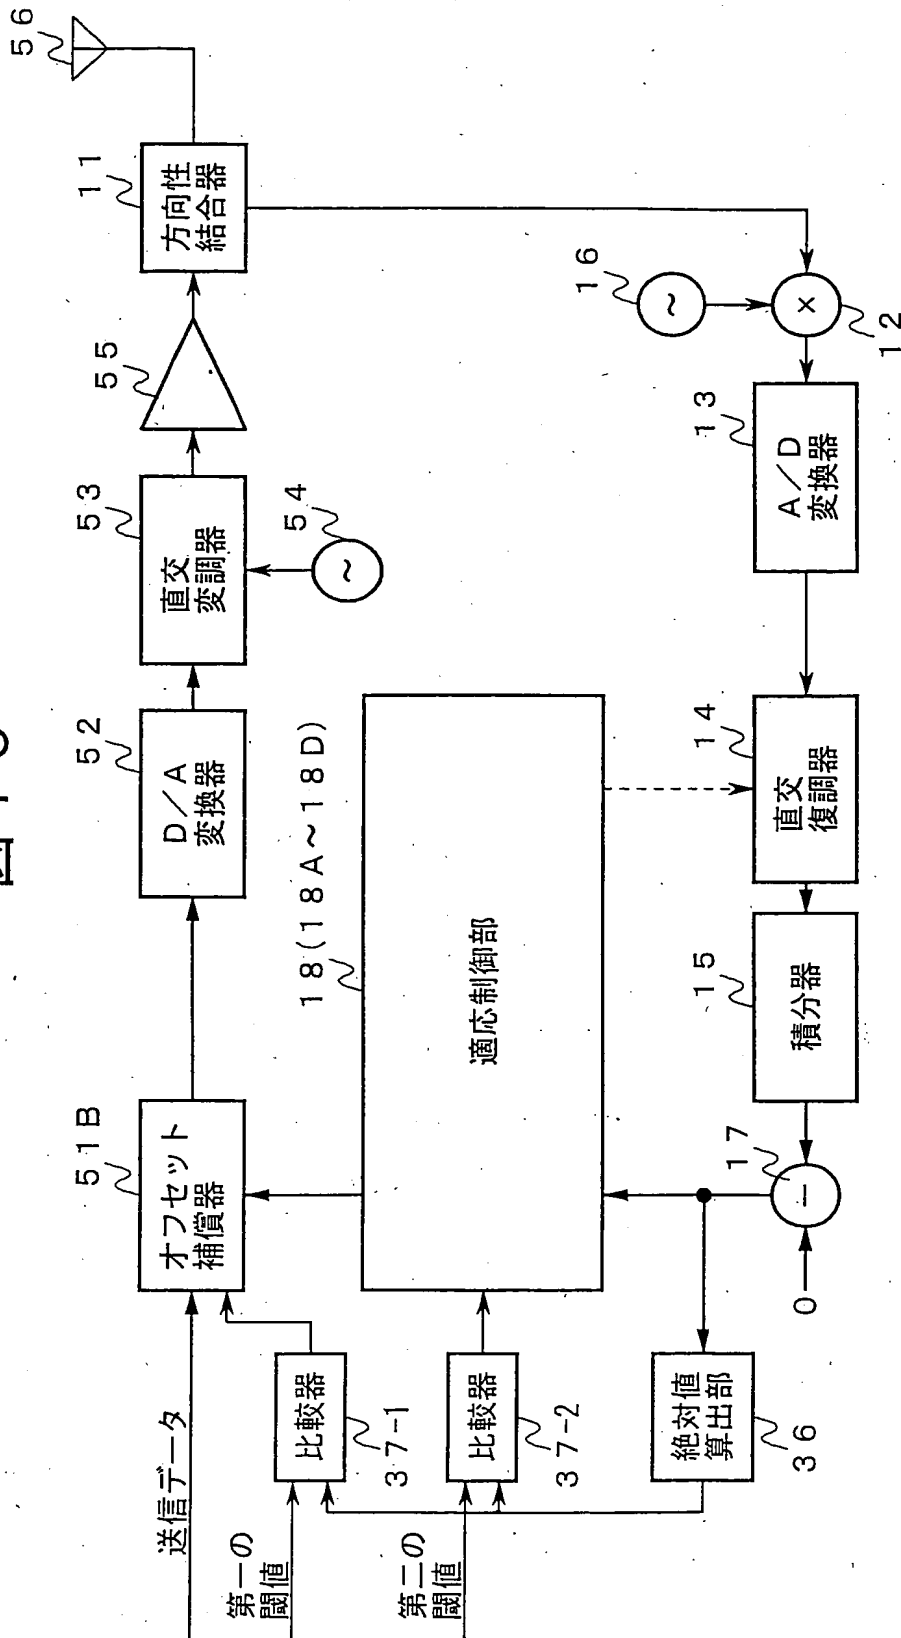 送信データ
第一の
閾値
第二の
閾値
51B
オフセット
補償器
52
D/A
変換器
53
直交
変調器
54
~
55
11
方向性
結合器
56
比較器
37-1
比較器
37-2
絶対値
算出部
36
18(18A~18D)
適応制御部
0
17
−
15
積分器
14
直交
復調器
13
A/D
変換器
16
~
×
12